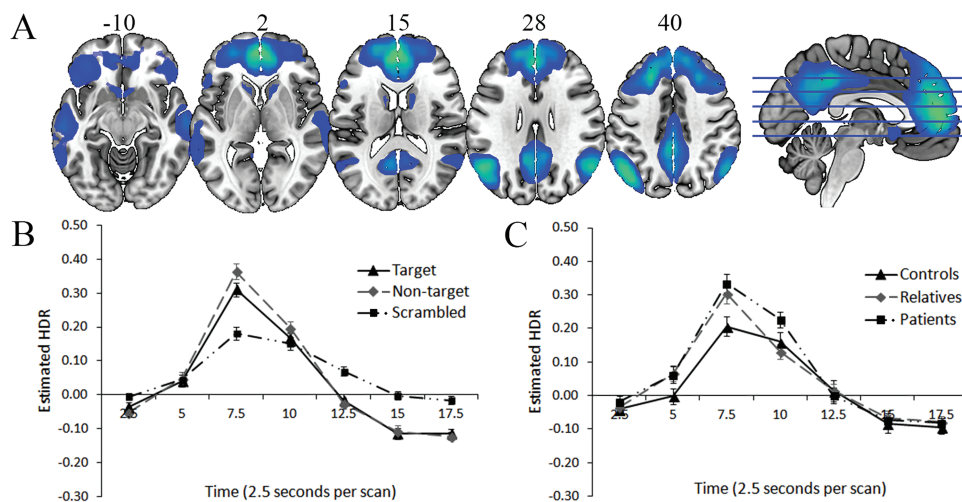 A
-10 2 15 28 40
B
0.50
0.40
0.30
0.20
0.10
0.00
-0.10
-0.20
-0.30
Estimated HDR
Target
Non-target
Scrambled
2.5 5 7.5 10 12.5 15 17.5
Time (2.5 seconds per scan)
C
0.50
0.40
0.30
0.20
0.10
0.00
-0.10
-0.20
-0.30
Estimated HDR
Controls
Relatives
Patients
2.5 5 7.5 10 12.5 15 17.5
Time (2.5 seconds per scan)